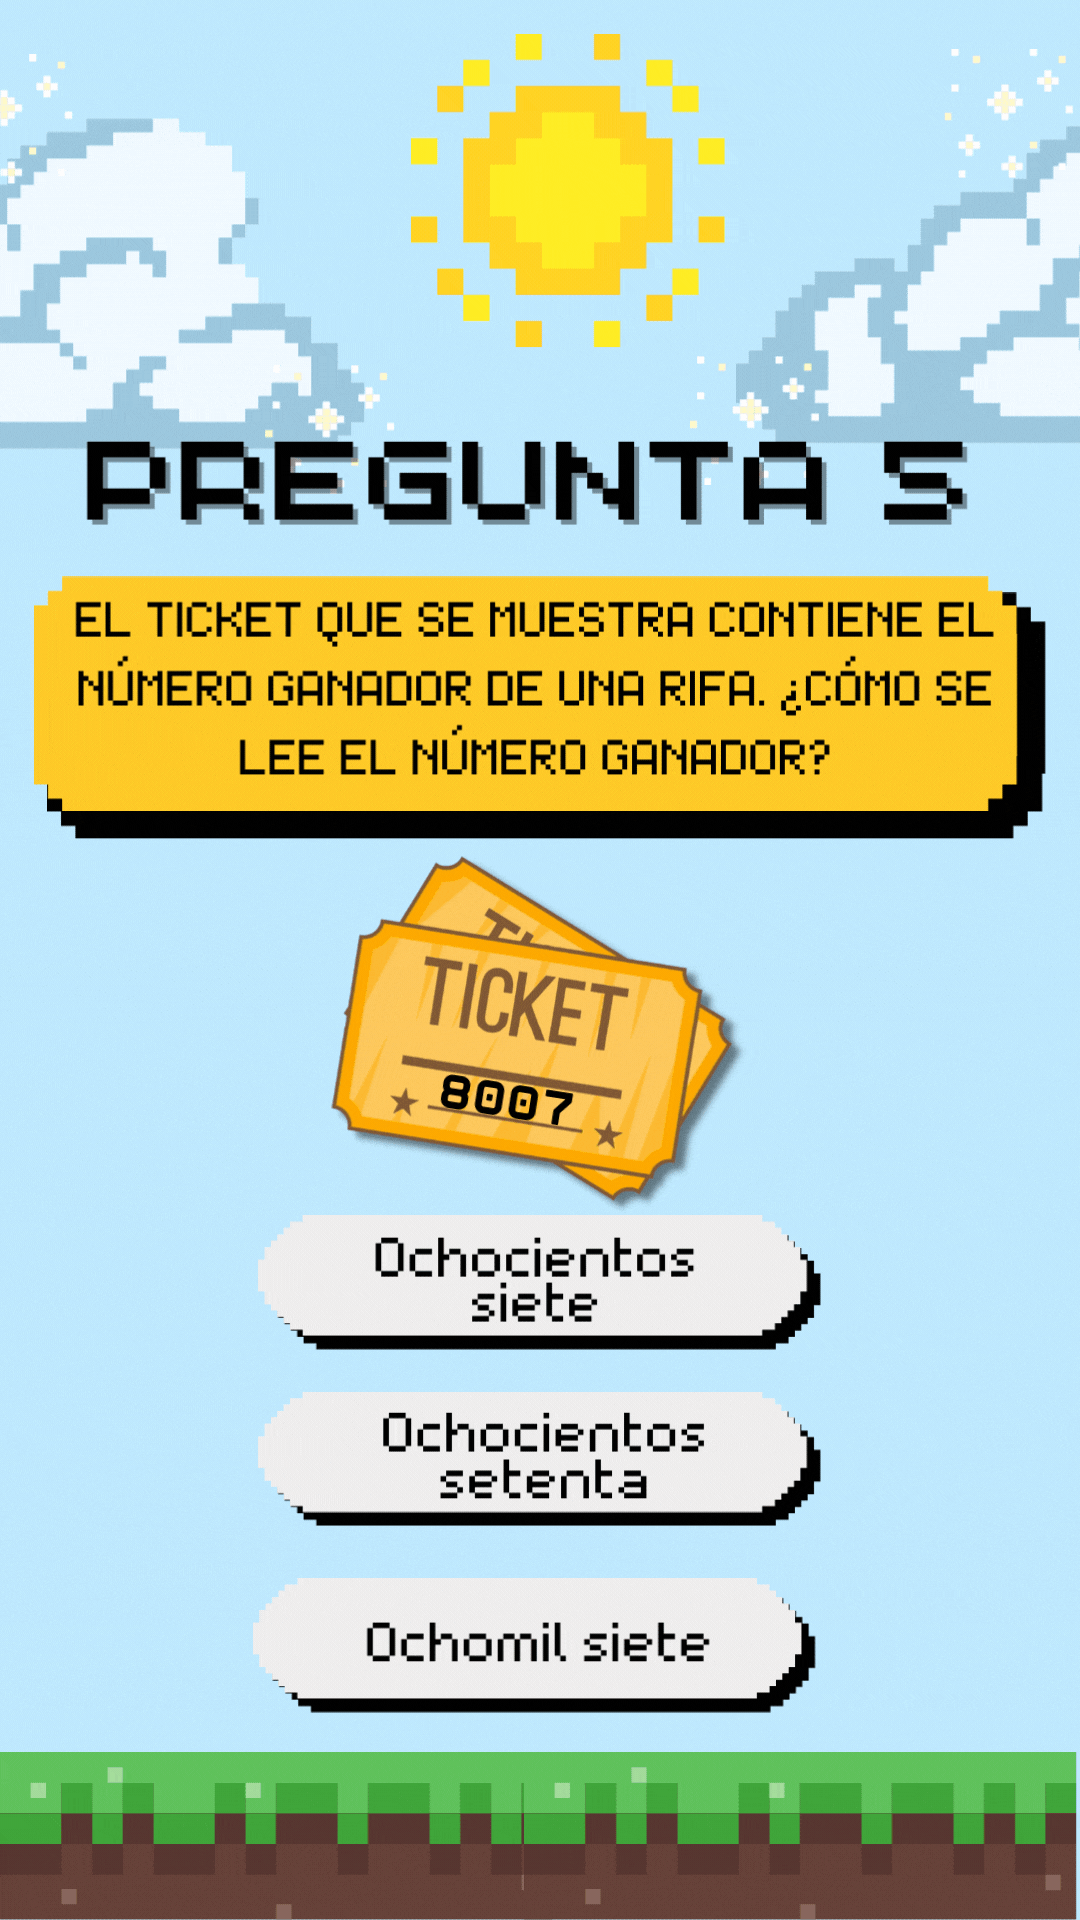 PREGUNTA 5
EL TICKET QUE SE MUESTRA CONTIENE EL
NÚMERO GANADOR DE UNA RIFA. ¿CÓMO SE
LEE EL NÚMERO GANADOR?
TI
TICKET
8007
Ochocientos
siete
Ochocientos
setenta
Ochomil siete